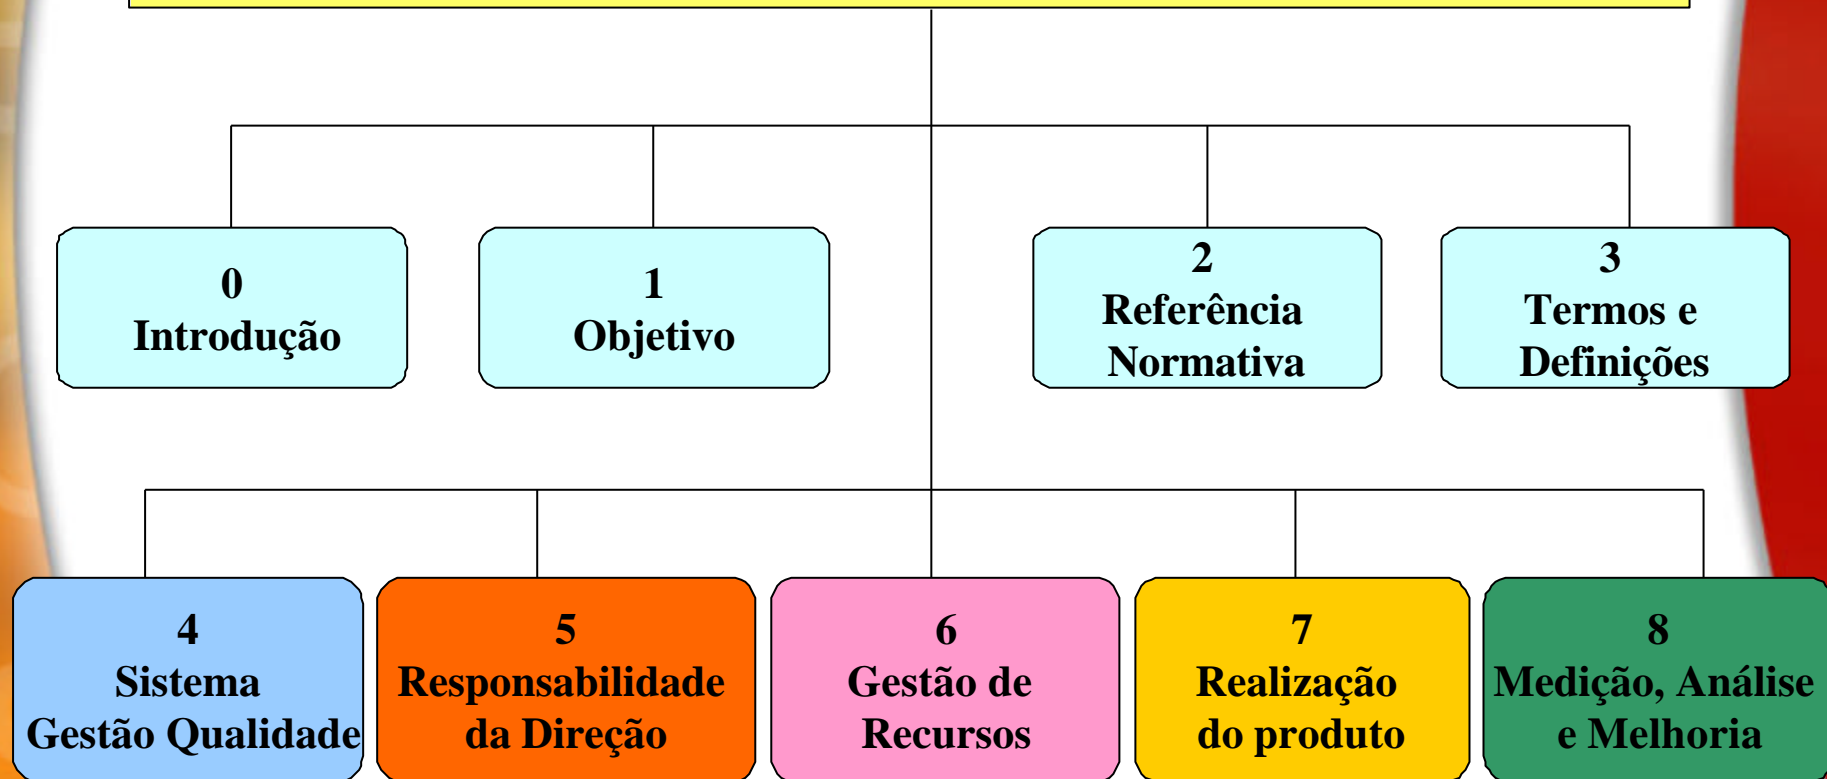 0
Introdução
1
Objetivo
2
Referência
Normativa
3
Termos e
Definições
4
Sistema
Gestão Qualidade
5
Responsabilidade
da Direção
6
Gestão de
Recursos
7
Realização
do produto
8
Medição, Análise
e Melhoria